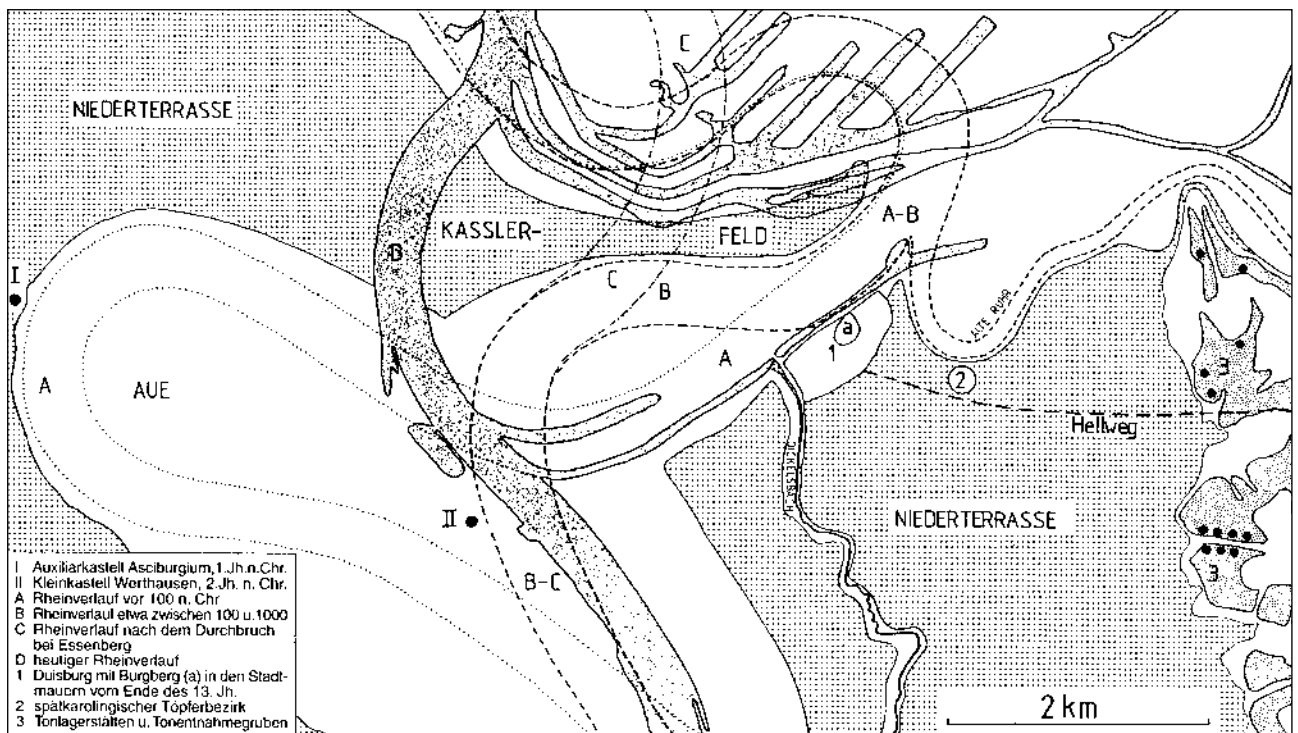 NIEDERTERRASSE
C
KASSLER-
FELD
A-B
B
C
B
I
A
AUE
A
1
a
ALTE RUHR
2
3
Hellweg
DICKELSBACH
II
NIEDERTERRASSE
B-C
3
2 km
I Auxiliarkastell Asciburgium, 1.Jh.n.Chr.
II Kleinkastell Werthausen, 2.Jh. n. Chr.
A Rheinverlauf vor 100 n. Chr
B Rheinverlauf etwa zwischen 100 u.1000
C Rheinverlauf nach dem Durchbruch
bei Essenberg
D heutiger Rheinverlauf
1 Duisburg mit Burgberg (a) in den Stadt-
mauern vom Ende des 13. Jh.
2 spätkarolingischer Töpferbezirk
3 Tonlagerstätten u. Tonentnahmegruben